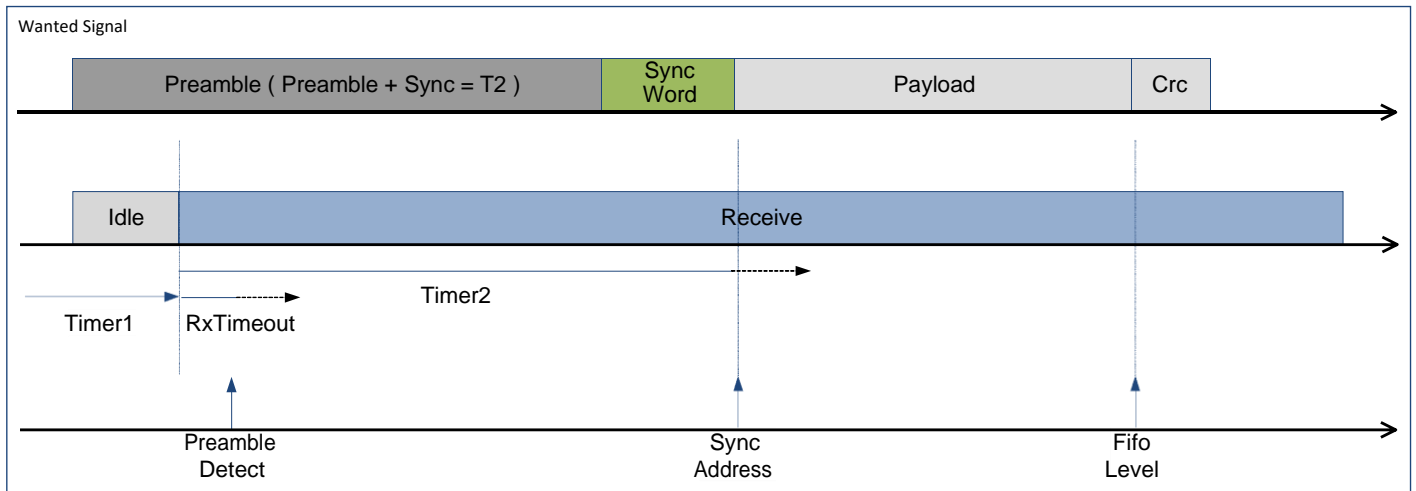 Wanted Signal
Preamble ( Preamble + Sync = T2 )
Sync
Word
Payload
Crc
Idle
Receive
Timer2
Timer1
RxTimeout
Preamble
Detect
Sync
Address
Fifo
Level